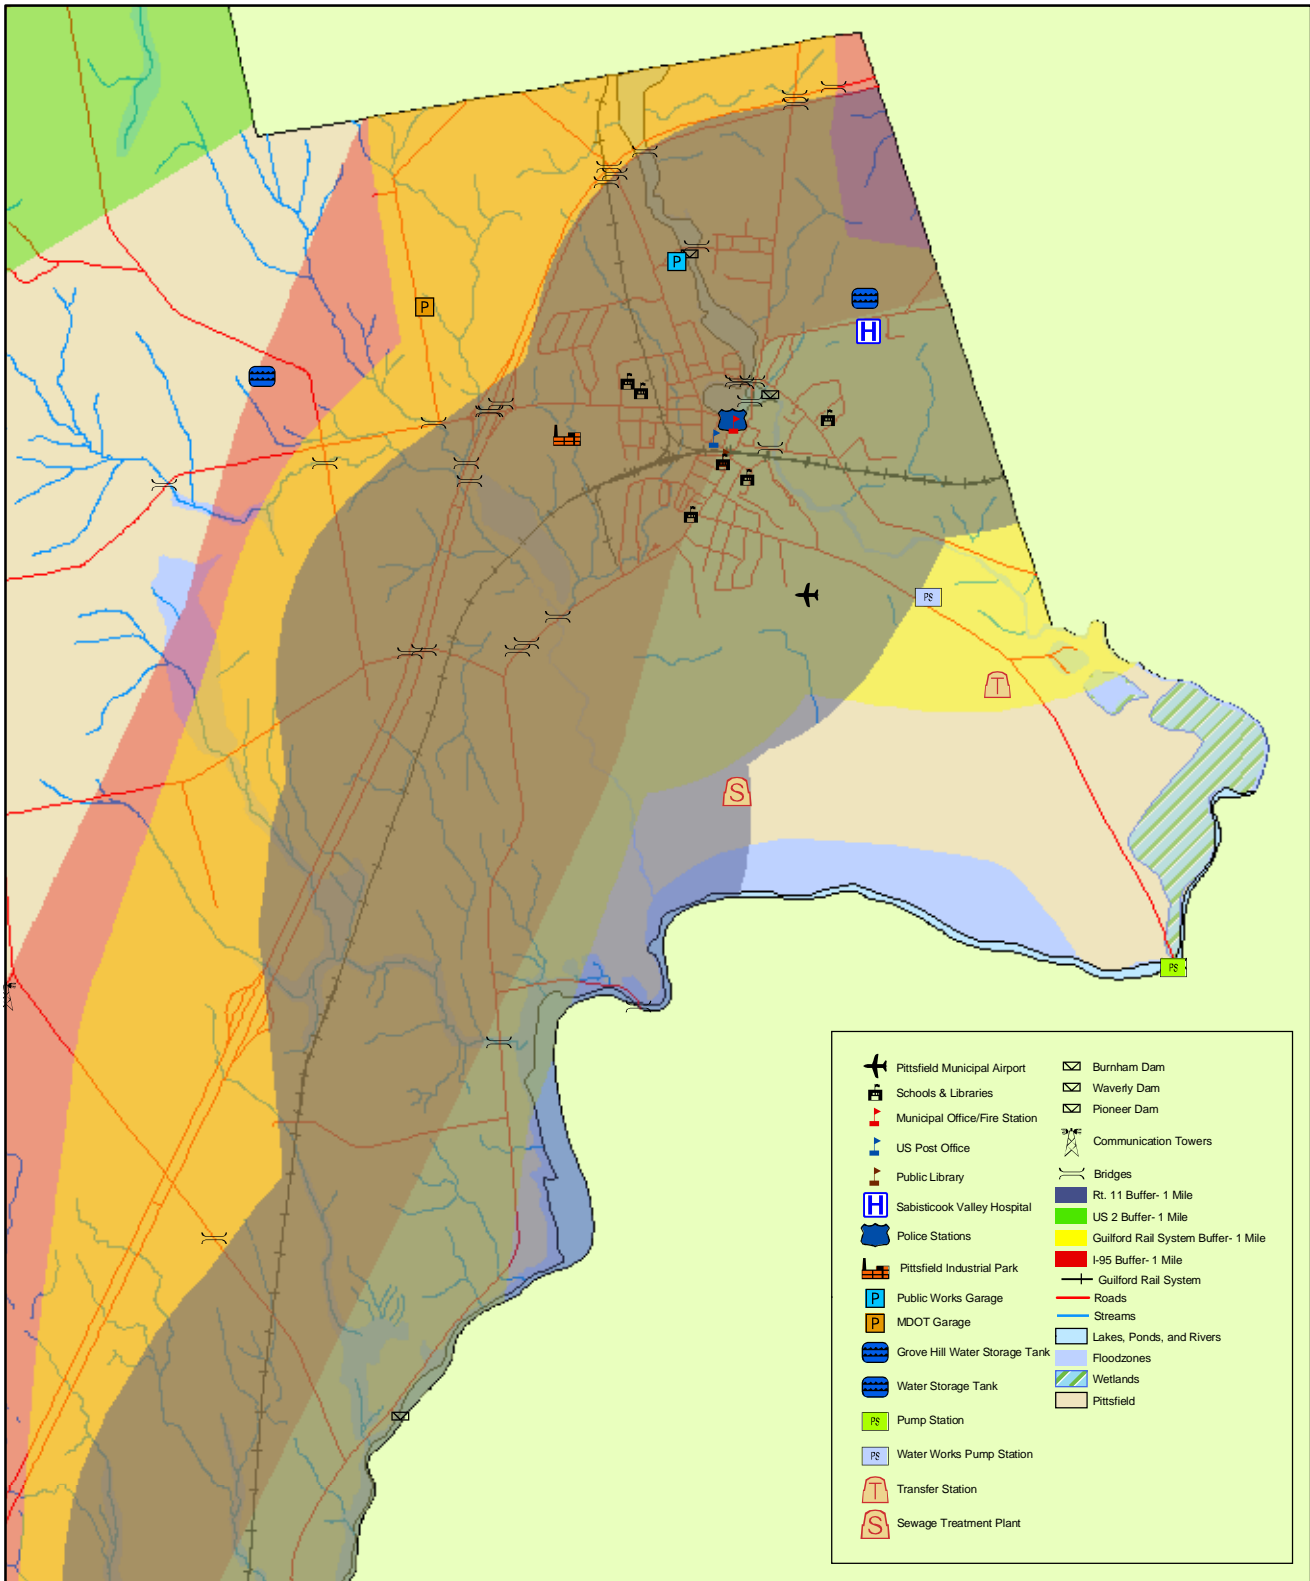 P
P
H
PS
T
S
PS
Pittsfield Municipal Airport
Schools & Libraries
Municipal Office/Fire Station
US Post Office
Public Library
H Sabisticook Valley Hospital
Police Stations
Pittsfield Industrial Park
P Public Works Garage
P MDOT Garage
Grove Hill Water Storage Tank
Water Storage Tank
PS Pump Station
PS Water Works Pump Station
T Transfer Station
S Sewage Treatment Plant
Burnham Dam
Waverly Dam
Pioneer Dam
Communication Towers
Bridges
Rt. 11 Buffer- 1 Mile
US 2 Buffer- 1 Mile
Guilford Rail System Buffer- 1 Mile
I-95 Buffer- 1 Mile
Guilford Rail System
Roads
Streams
Lakes, Ponds, and Rivers
Floodzones
Wetlands
Pittsfield